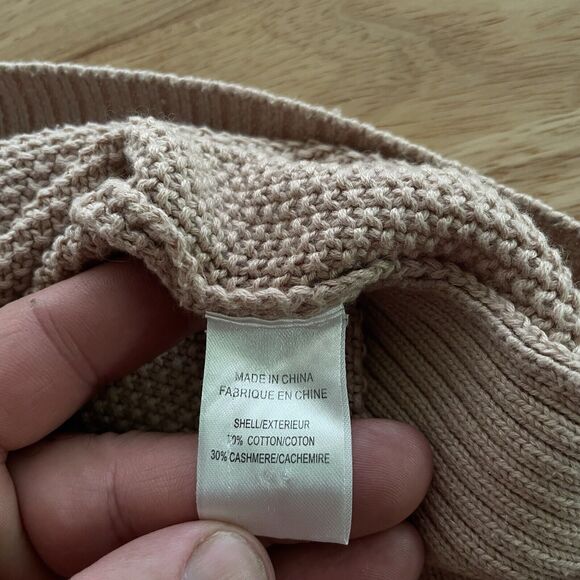 MADE IN CHINA
FABRIQUE EN CHINE
SHELL/EXTERIEUR
COTTON/COTON
30% CASHMERE/CACHEMIRE